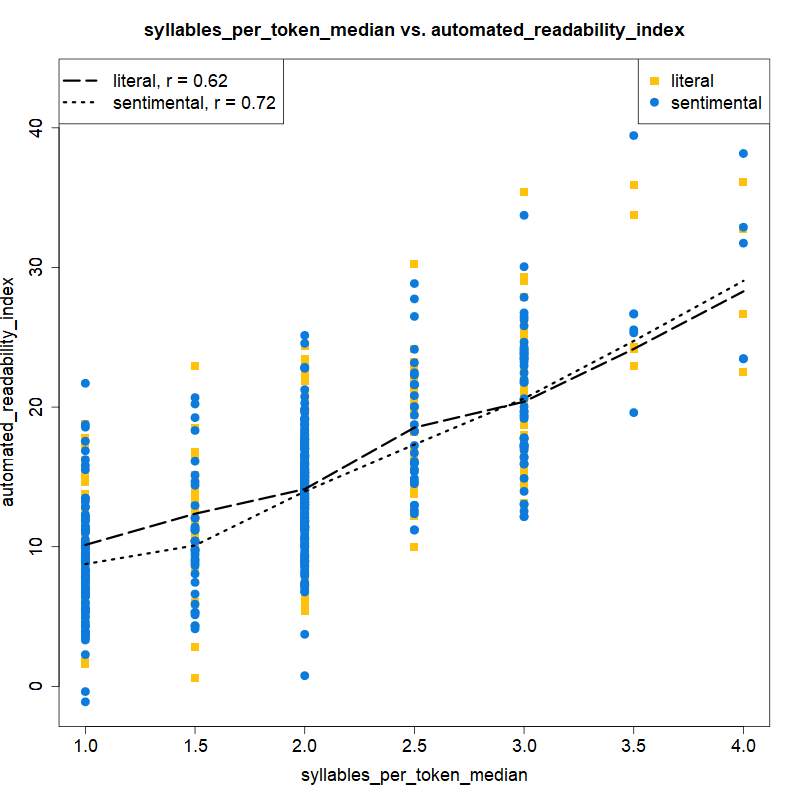 syllables_per_token_median vs. automated_readability_index
literal, r = 0.62
sentimental, r = 0.72
literal
sentimental
automated_readability_index
40
30
20
10
0
1.0 1.5 2.0 2.5 3.0 3.5 4.0
syllables_per_token_median